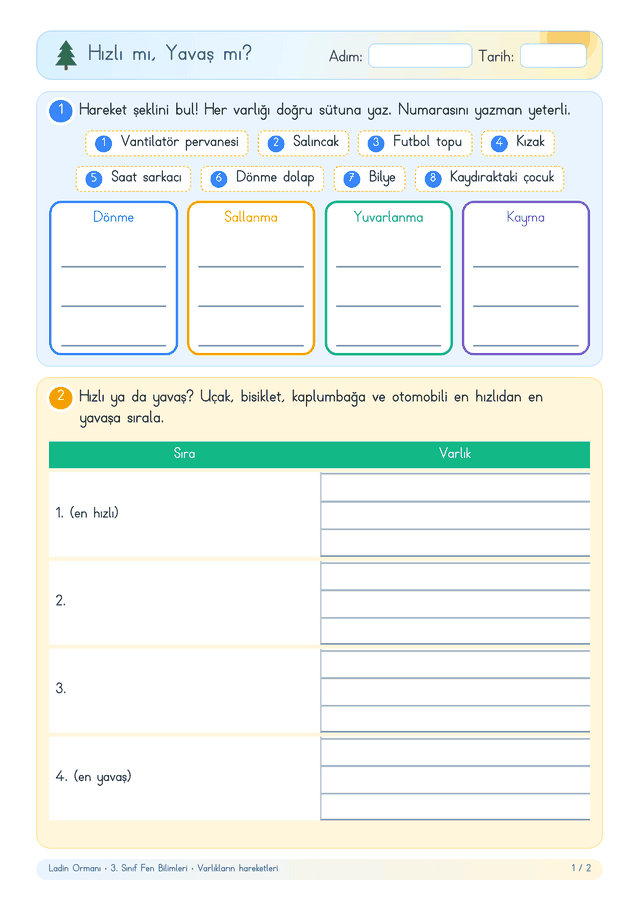 Hızlı mı, Yavaş mı?
Adım:
Tarih:
1 Hareket şeklini bul! Her varlığı doğru sütuna yaz. Numarasını yazman yeterli.
1 Vantilatör pervanesi 2 Salıncak 3 Futbol topu 4 Kızak
5 Saat sarkacı 6 Dönme dolap 7 Bilye 8 Kaydıraktaki çocuk
Dönme Sallanma Yuvarlanma Kayma
2 Hızlı ya da yavaş? Uçak, bisiklet, kaplumbağa ve otomobili en hızlıdan en
yavaşa sırala.
Sıra Varlık
1. (en hızlı)
2.
3.
4. (en yavaş)
Ladin Ormanı • 3. Sınıf Fen Bilimleri • Varlıkların hareketleri 1 / 2